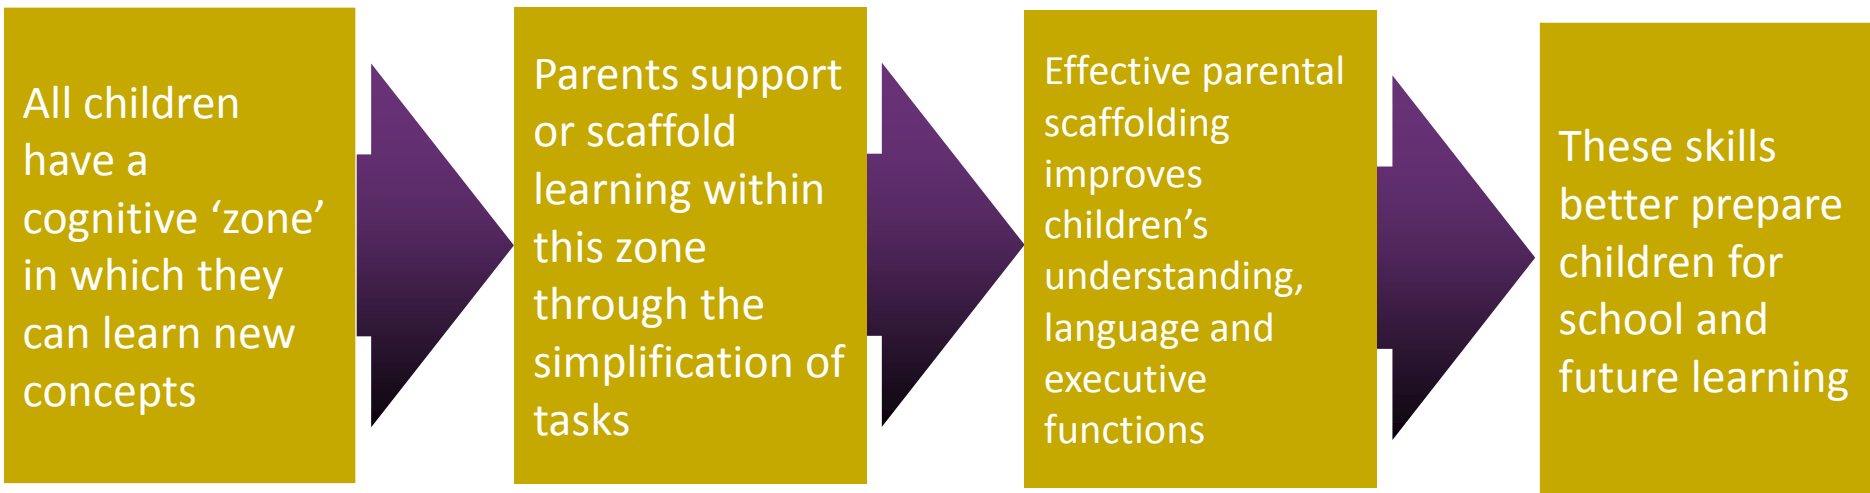 All children
have a
cognitive ‘zone’
in which they
can learn new
concepts
Parents support
or scaffold
learning within
this zone
through the
simplification of
tasks
Effective parental
scaffolding
improves
children’s
understanding,
language and
executive
functions
These skills
better prepare
children for
school and
future learning